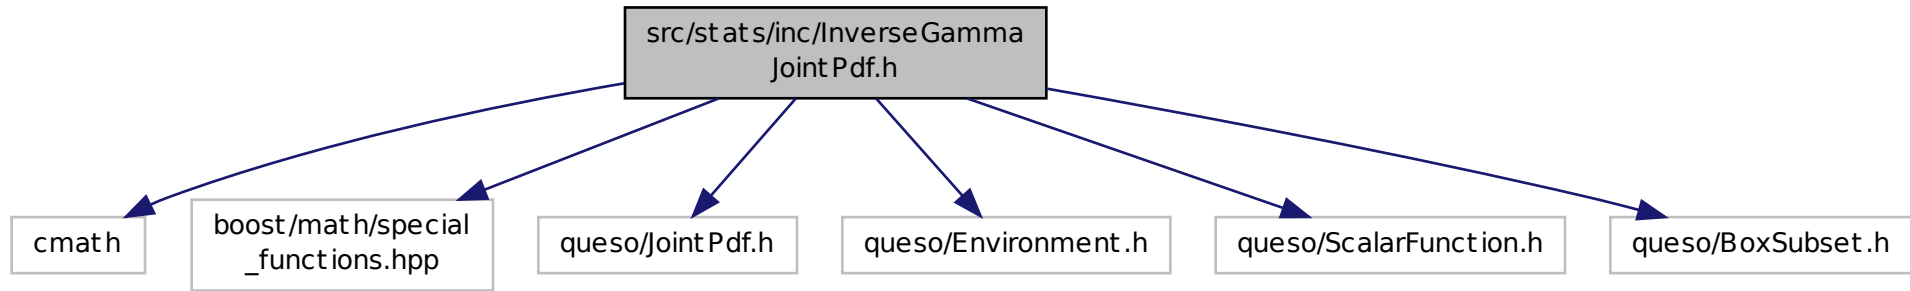 src/stats/inc/InverseGamma
JointPdf.h
cmath
boost/math/special
_functions.hpp
queso/JointPdf.h
queso/Environment.h
queso/ScalarFunction.h
queso/BoxSubset.h